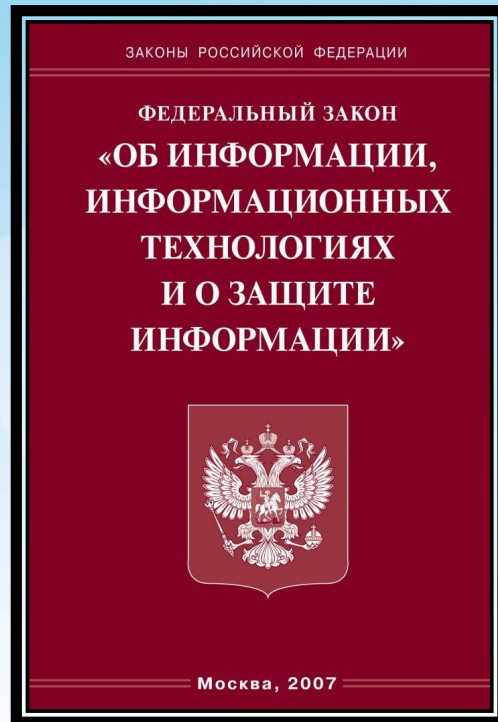 ЗАКОНЫ РОССИЙСКОЙ ФЕДЕРАЦИИ
ФЕДЕРАЛЬНЫЙ ЗАКОН
«ОБ ИНФОРМАЦИИ,
ИНФОРМАЦИОННЫХ
ТЕХНОЛОГИЯХ
И О ЗАЩИТЕ
ИНФОРМАЦИИ»
Москва, 2007